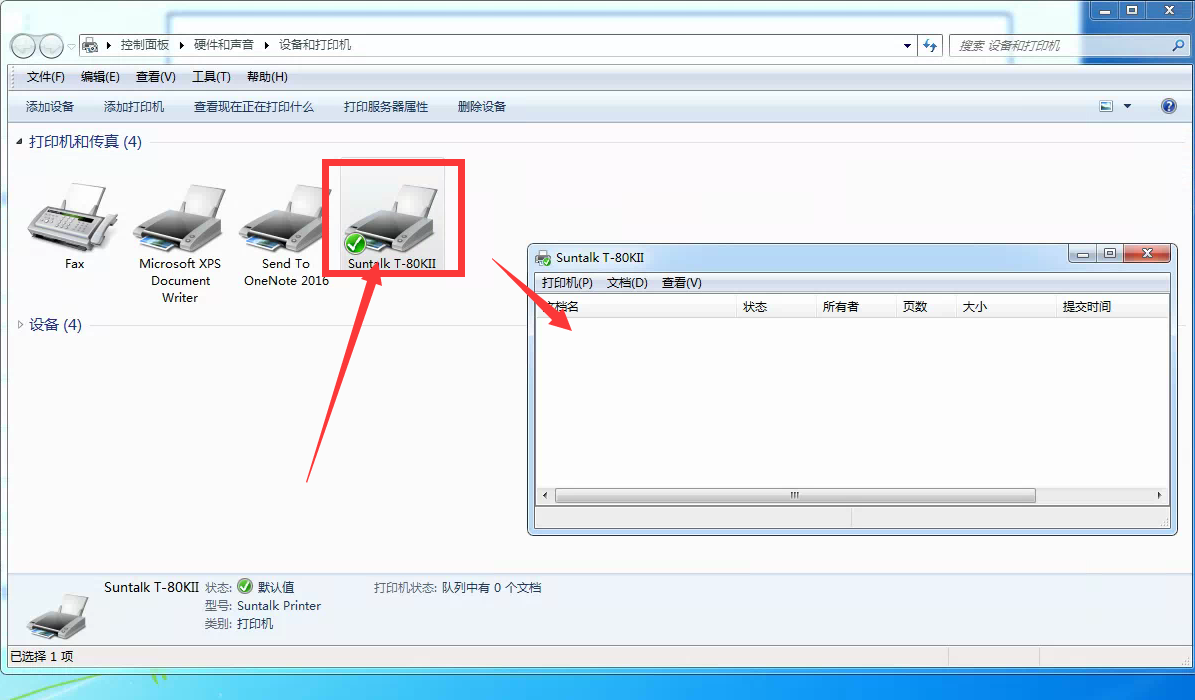 控制面板 硬件和声音 设备和打印机
搜索 设备和打印机
文件(F) 编辑(E) 查看(V) 工具(T) 帮助(H)
添加设备 添加打印机 查看现在正在打印什么 打印服务器属性 删除设备
打印机和传真 (4)
Fax
Microsoft XPS
Document
Writer
Send To
OneNote 2016
Suntalk T-80KII
设备 (4)
Suntalk T-80KII
打印机(P) 文档(D) 查看(V)
文档名 状态 所有者 页数 大小 提交时间
Suntalk T-80KII 状态: 默认值 打印机状态: 队列中有 0 个文档
型号: Suntalk Printer
类别: 打印机
已选择 1 项